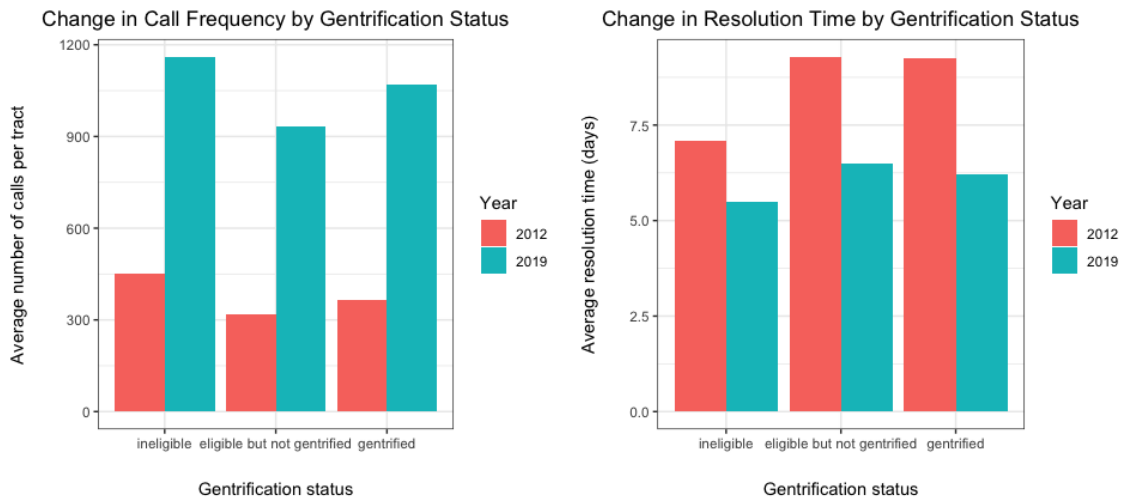 Change in Call Frequency by Gentrification Status
Average number of calls per tract
1200
900
600
300
0
ineligible
eligible but not gentrified
gentrified
Gentrification status
Year
2012
2019
Change in Resolution Time by Gentrification Status
Average resolution time (days)
7.5
5.0
2.5
0.0
ineligible
eligible but not gentrified
gentrified
Gentrification status
Year
2012
2019